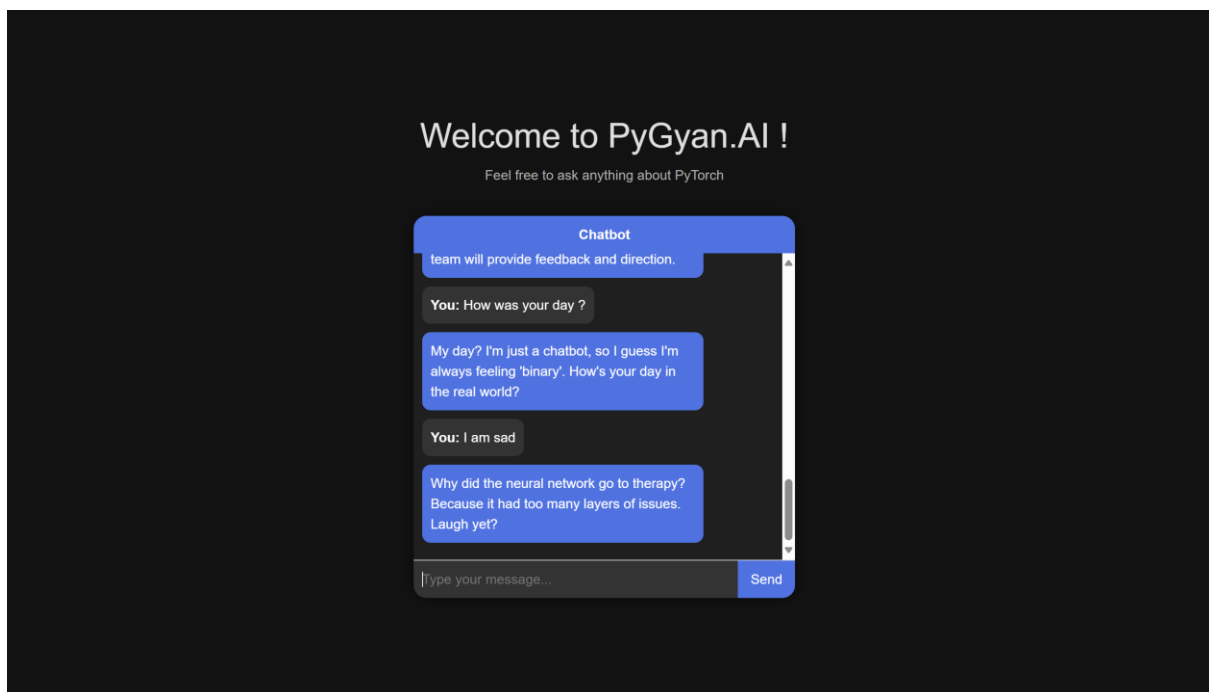 Welcome to PyGyan.AI !
Feel free to ask anything about PyTorch
Chatbot
team will provide feedback and direction.
You: How was your day ?
My day? I'm just a chatbot, so I guess I'm
always feeling 'binary'. How's your day in
the real world?
You: I am sad
Why did the neural network go to therapy?
Because it had too many layers of issues.
Laugh yet?
Type your message...
Send